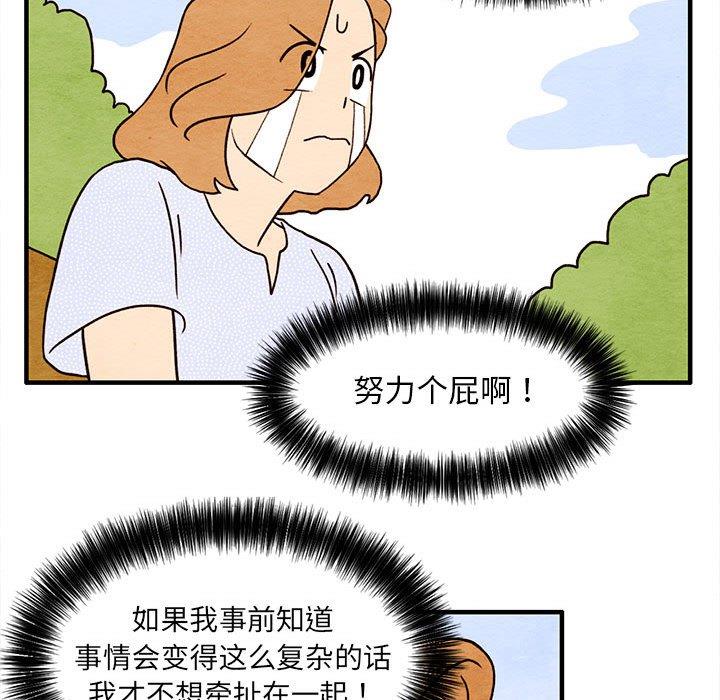 努力个屁啊！
如果我事前知道
事情会变得这么复杂的话
我才不想牵扯在一起！